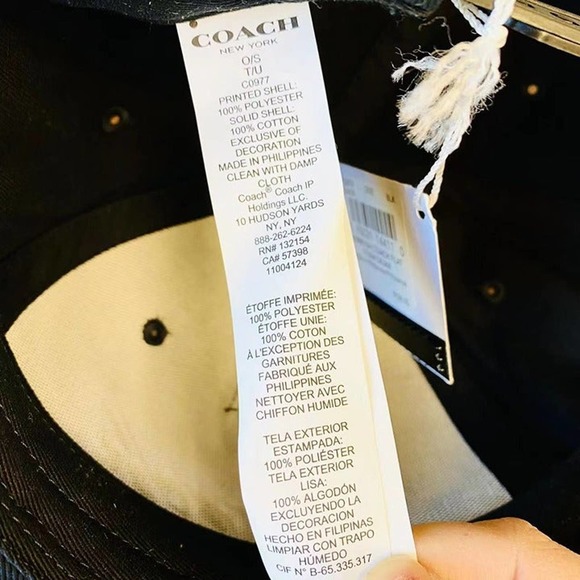 COACH
NEW YORK
O/S
T/U
C0977
PRINTED SHELL:
100% POLYESTER
SOLID SHELL:
100% COTTON
EXCLUSIVE OF
DECORATION
MADE IN PHILIPPINES
CLEAN WITH DAMP
CLOTH
Coach® Coach IP
Holdings LLC.
10 HUDSON YARDS
NY, NY
888-262-6224
RN# 132154
CA# 57398
11004124
ÉTOFFE IMPRIMÉE:
100% POLYESTER
ÉTOFFE UNIE:
100% COTON
À L'EXCEPTION DES
GARNITURES
FABRIQUÉ AUX
PHILIPPINES
NETTOYER AVEC
CHIFFON HUMIDE
TELA EXTERIOR
ESTAMPADA:
100% POLIÉSTER
TELA EXTERIOR
LISA:
100% ALGODÓN
EXCLUYENDO LA
DECORACION
HECHO EN FILIPINAS
LIMPIAR CON TRAPO
HÚMEDO
CIF N° B-65.335.317